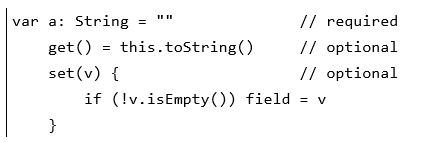 var a: String = "" // required
get() = this.toString() // optional
set(v) { // optional
if (!v.isEmpty()) field = v
}